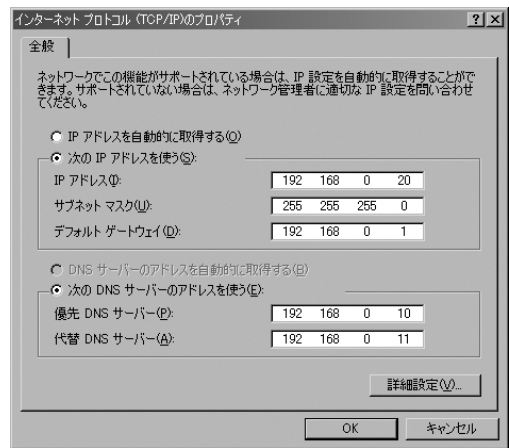 インターネット プロトコル (TCP/IP)のプロパティ
全般
ネットワークでこの機能がサポートされている場合は、IP 設定を自動的に取得することがで
きます。サポートされていない場合は、ネットワーク管理者に適切な IP 設定を問い合わせ
てください。
IP アドレスを自動的に取得する(O)
次の IP アドレスを使う(S):
IP アドレス(I): 192 168 0 20
サブネット マスク(U): 255 255 255 0
デフォルト ゲートウェイ(D): 192 168 0 1
DNS サーバーのアドレスを自動的に取得する(B)
次の DNS サーバーのアドレスを使う(E):
優先 DNS サーバー(P): 192 168 0 10
代替 DNS サーバー(A): 192 168 0 11
詳細設定(V)...
OK キャンセル